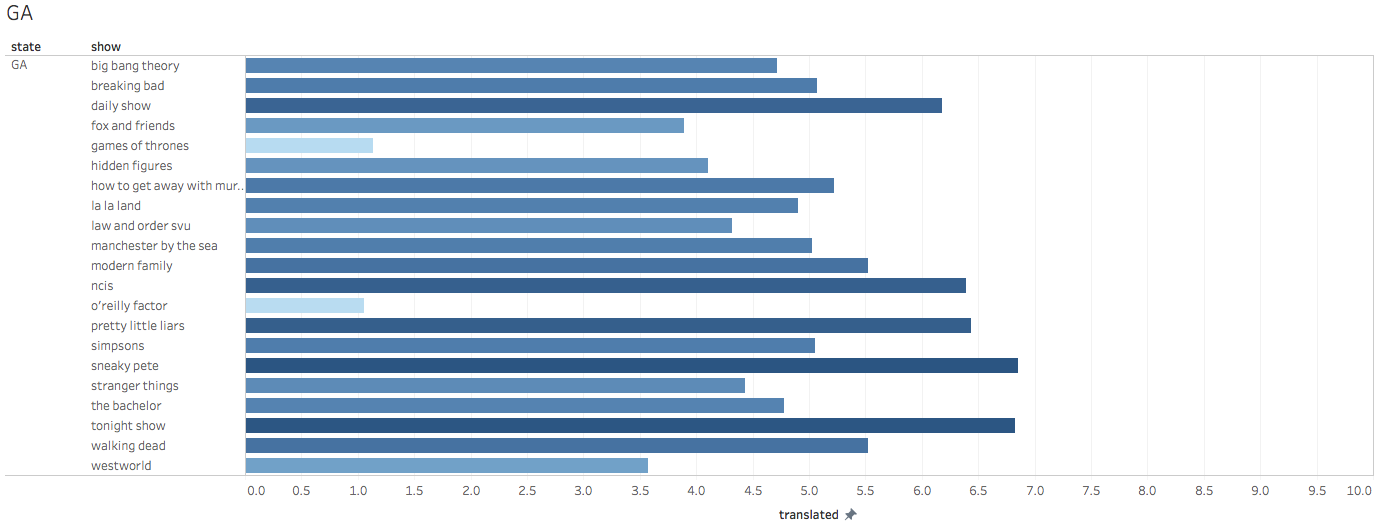 GA
state show
GA big bang theory
breaking bad
daily show
fox and friends
games of thrones
hidden figures
how to get away with mur..
la la land
law and order svu
manchester by the sea
modern family
ncis
o'reilly factor
pretty little liars
simpsons
sneaky pete
stranger things
the bachelor
tonight show
walking dead
westworld
0.0 0.5 1.0 1.5 2.0 2.5 3.0 3.5 4.0 4.5 5.0 5.5 6.0 6.5 7.0 7.5 8.0 8.5 9.0 9.5 10.0
translated